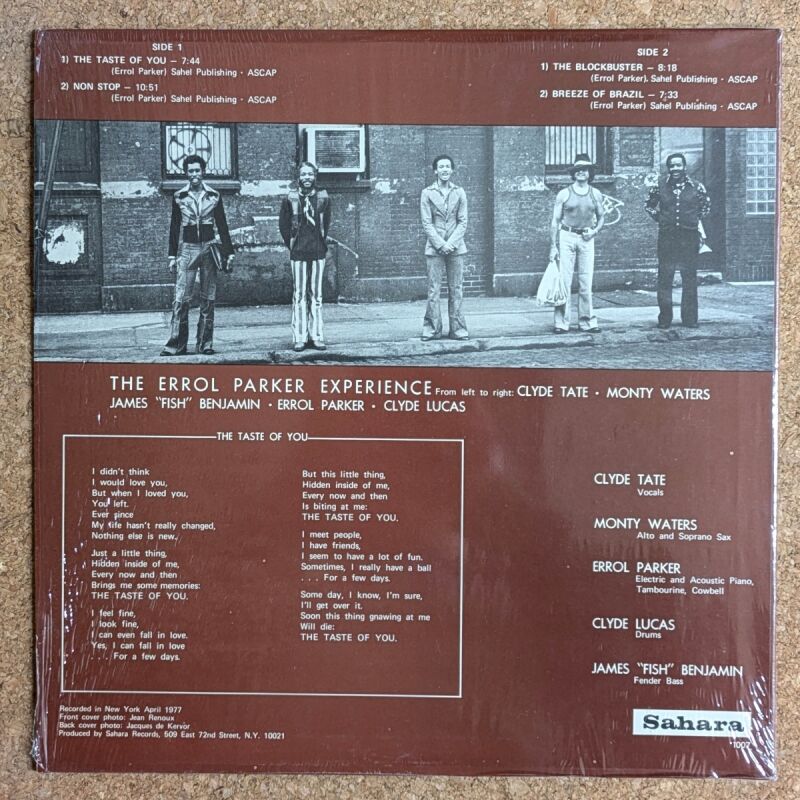 SIDE 1
1) THE TASTE OF YOU – 7:44
(Errol Parker) Sahel Publishing · ASCAP
2) NON STOP – 10:51
(Errol Parker) Sahel Publishing · ASCAP
SIDE 2
1) THE BLOCKBUSTER – 8:18
(Errol Parker), Sahel Publishing · ASCAP
2) BREEZE OF BRAZIL – 7:33
(Errol Parker) Sahel Publishing · ASCAP
THE ERROL PARKER EXPERIENCE From left to right: CLYDE TATE · MONTY WATERS
JAMES "FISH" BENJAMIN · ERROL PARKER · CLYDE LUCAS
THE TASTE OF YOU
I didn't think
I would love you,
But when I loved you,
You left.
Ever since
My life hasn't really changed,
Nothing else is new.
Just a little thing,
Hidden inside of me,
Every now and then
Brings me some memories:
THE TASTE OF YOU.
I feel fine,
I look fine,
I can even fall in love.
Yes, I can fall in love
. . . For a few days.
But this little thing,
Hidden inside of me,
Every now and then
Is biting at me:
THE TASTE OF YOU.
I meet people,
I have friends,
I seem to have a lot of fun.
Sometimes, I really have a ball
. . . For a few days.
Some day, I know, I'm sure,
I'll get over it.
Soon this thing gnawing at me
Will die:
THE TASTE OF YOU.
CLYDE TATE
Vocals
MONTY WATERS
Alto and Soprano Sax
ERROL PARKER
Electric and Acoustic Piano,
Tambourine, Cowbell
CLYDE LUCAS
Drums
JAMES "FISH" BENJAMIN
Fender Bass
Recorded in New York April 1977
Front cover photo: Jean Renoux
Back cover photo: Jacques de Kervor
Produced by Sahara Records, 509 East 72nd Street, N.Y. 10021
Sahara
1007